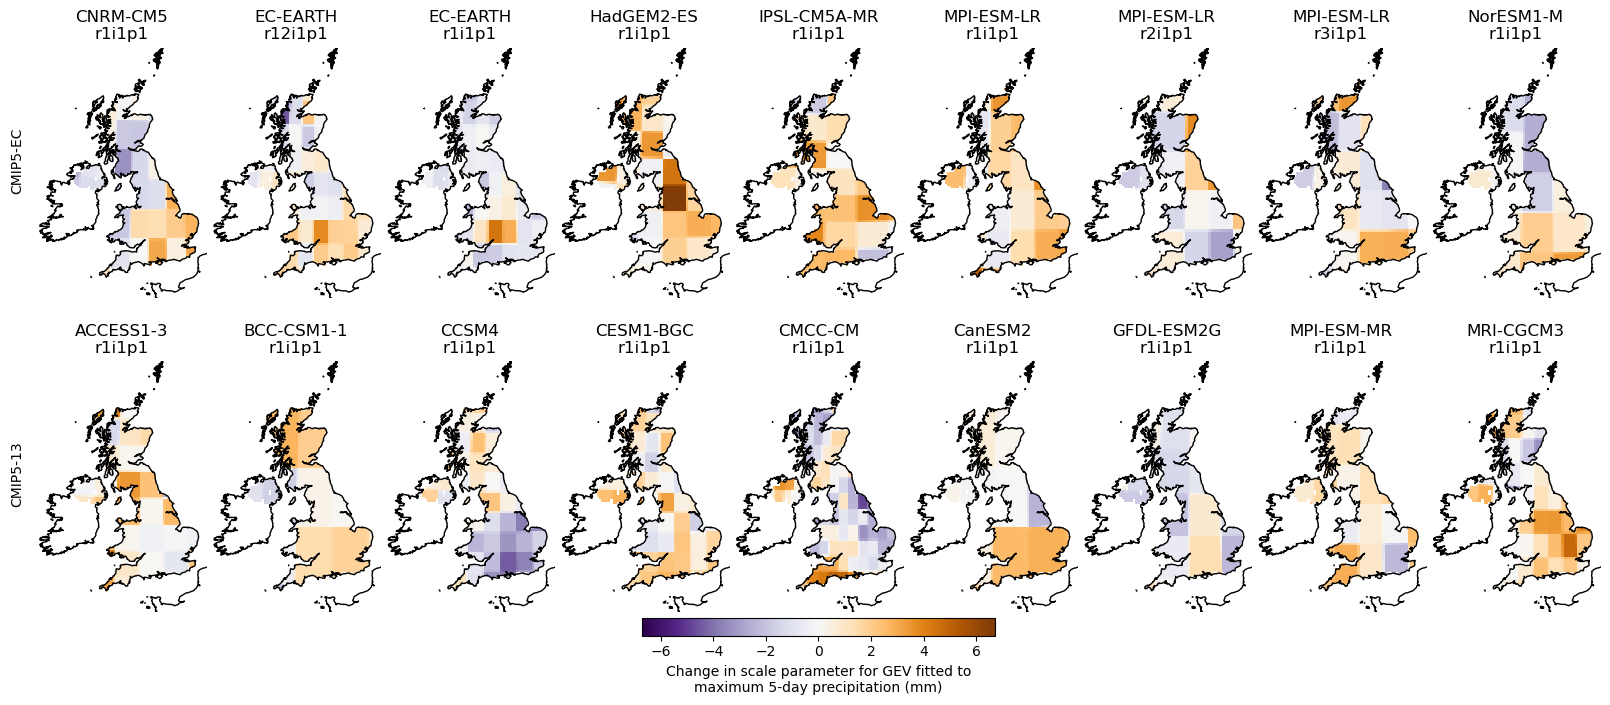 CNRM-CM5 EC-EARTH EC-EARTH HadGEM2-ES IPSL-CM5A-MR MPI-ESM-LR MPI-ESM-LR MPI-ESM-LR NorESM1-M
r1i1p1 r12i1p1 r1i1p1 r1i1p1 r1i1p1 r1i1p1 r2i1p1 r3i1p1 r1i1p1
CMIP5-EC
ACCESS1-3 BCC-CSM1-1 CCSM4 CESM1-BGC CMCC-CM CanESM2 GFDL-ESM2G MPI-ESM-MR MRI-CGCM3
r1i1p1 r1i1p1 r1i1p1 r1i1p1 r1i1p1 r1i1p1 r1i1p1 r1i1p1 r1i1p1
CMIP5-13
−6 −4 −2 0 2 4 6
Change in scale parameter for GEV fitted to
maximum 5-day precipitation (mm)